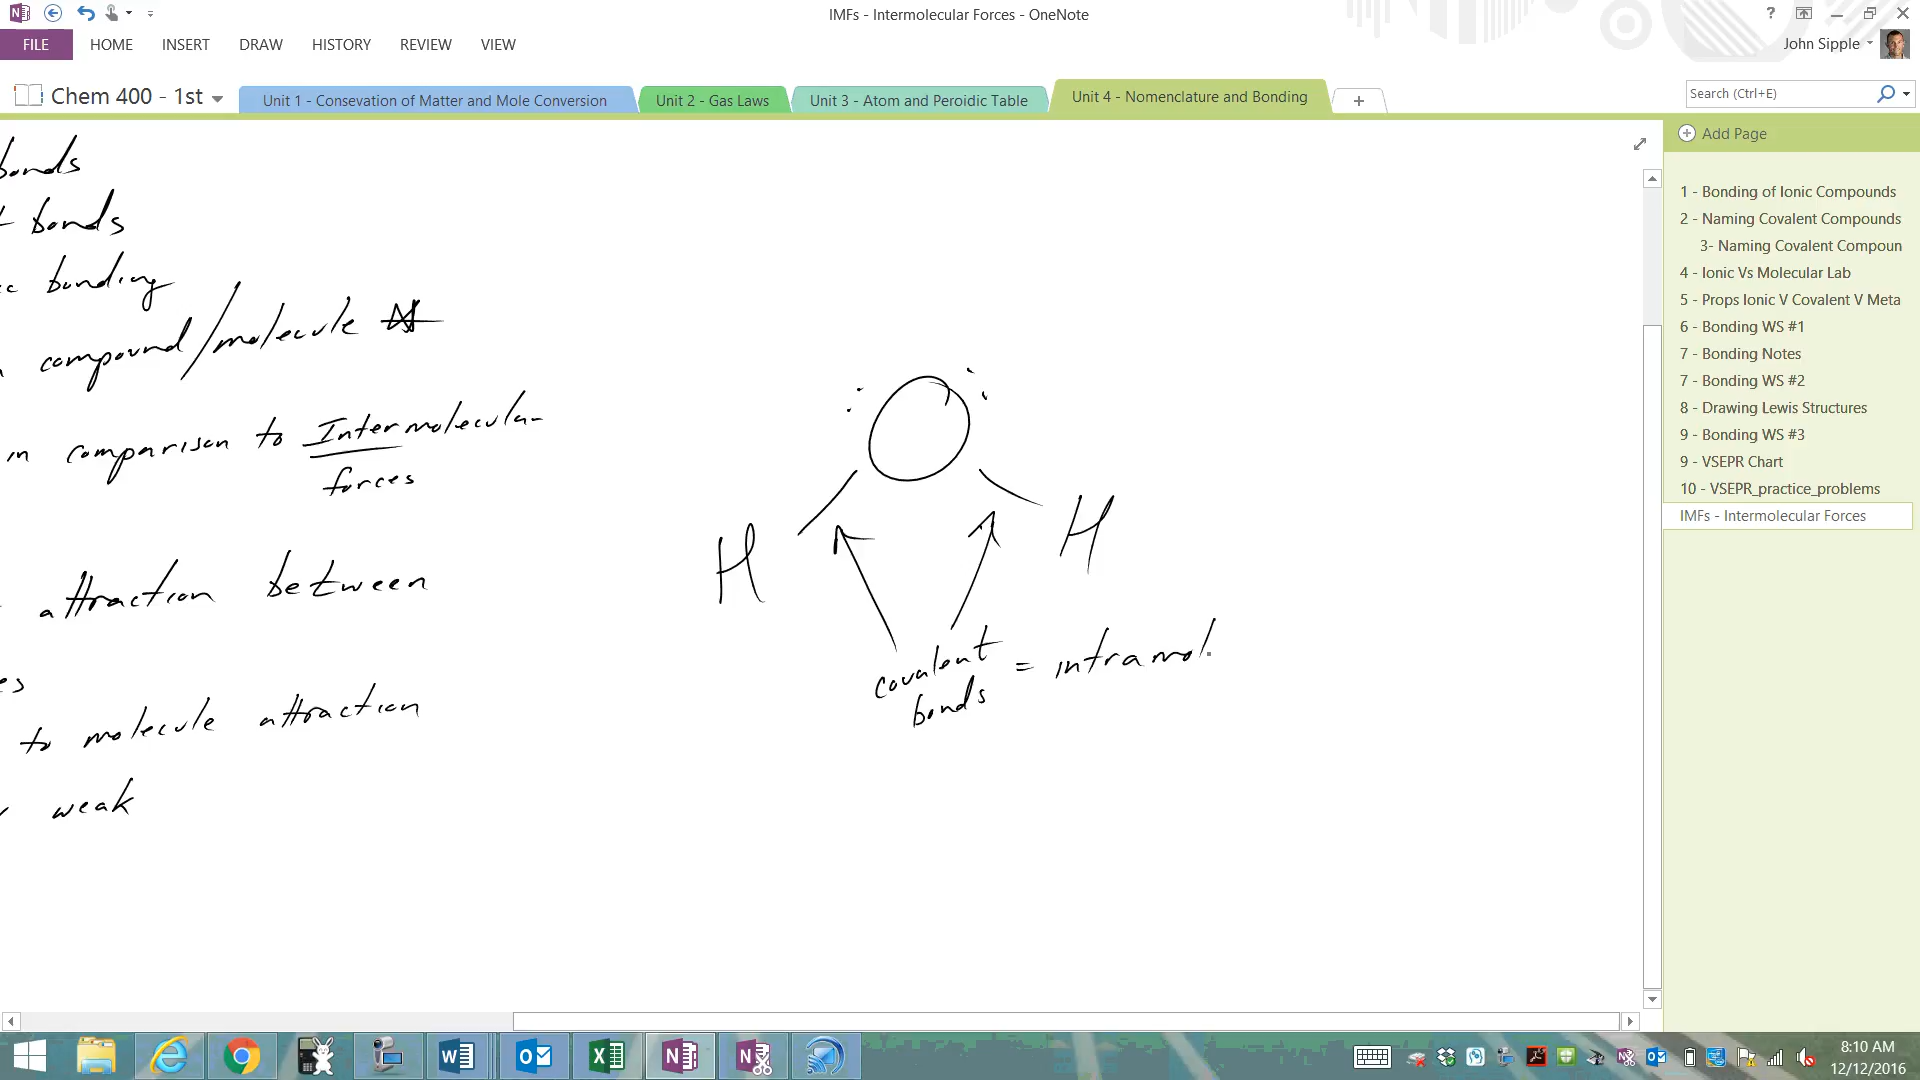 IMFs - Intermolecular Forces - OneNote
?
FILE HOME INSERT DRAW HISTORY REVIEW VIEW
John Sipple
Chem 400 - 1st
Unit 1 - Consevation of Matter and Mole Conversion
Unit 2 - Gas Laws
Unit 3 - Atom and Peroidic Table
Unit 4 - Nomenclature and Bonding
+
Search (Ctrl+E)
Add Page
1 - Bonding of Ionic Compounds
2 - Naming Covalent Compounds
3- Naming Covalent Compoun
4 - Ionic Vs Molecular Lab
5 - Props Ionic V Covalent V Meta
6 - Bonding WS #1
7 - Bonding Notes
7 - Bonding WS #2
8 - Drawing Lewis Structures
9 - Bonding WS #3
9 - VSEPR Chart
10 - VSEPR_practice_problems
IMFs - Intermolecular Forces
bonds
bonds
bonding
compound/molecule
in comparison to Intermolecular
forces
attraction between
es
to molecule attraction
weak
O
H
H
covalent
bonds
= intramol
8:10 AM
12/12/2016